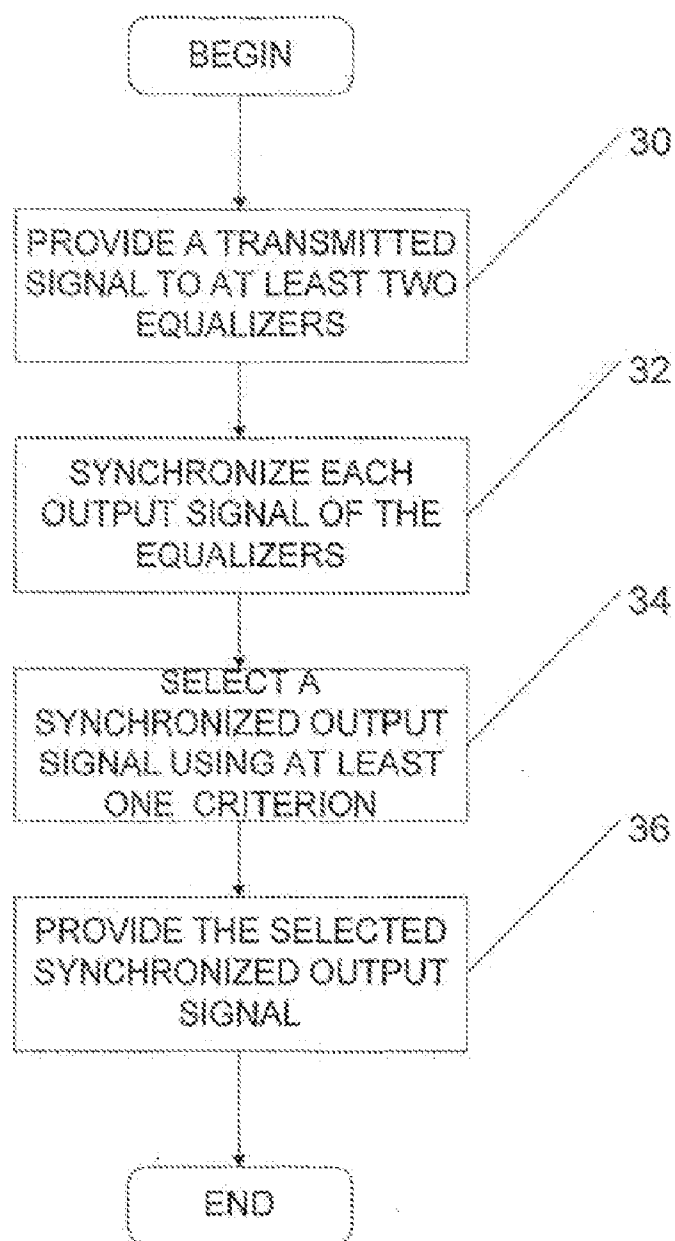 BEGIN
30
PROVIDE A TRANSMITTED
SIGNAL TO AT LEAST TWO
EQUALIZERS
32
SYNCHRONIZE EACH
OUTPUT SIGNAL OF THE
EQUALIZERS
34
SELECT A
SYNCHRONIZED OUTPUT
SIGNAL USING AT LEAST
ONE CRITERION
36
PROVIDE THE SELECTED
SYNCHRONIZED OUTPUT
SIGNAL
END